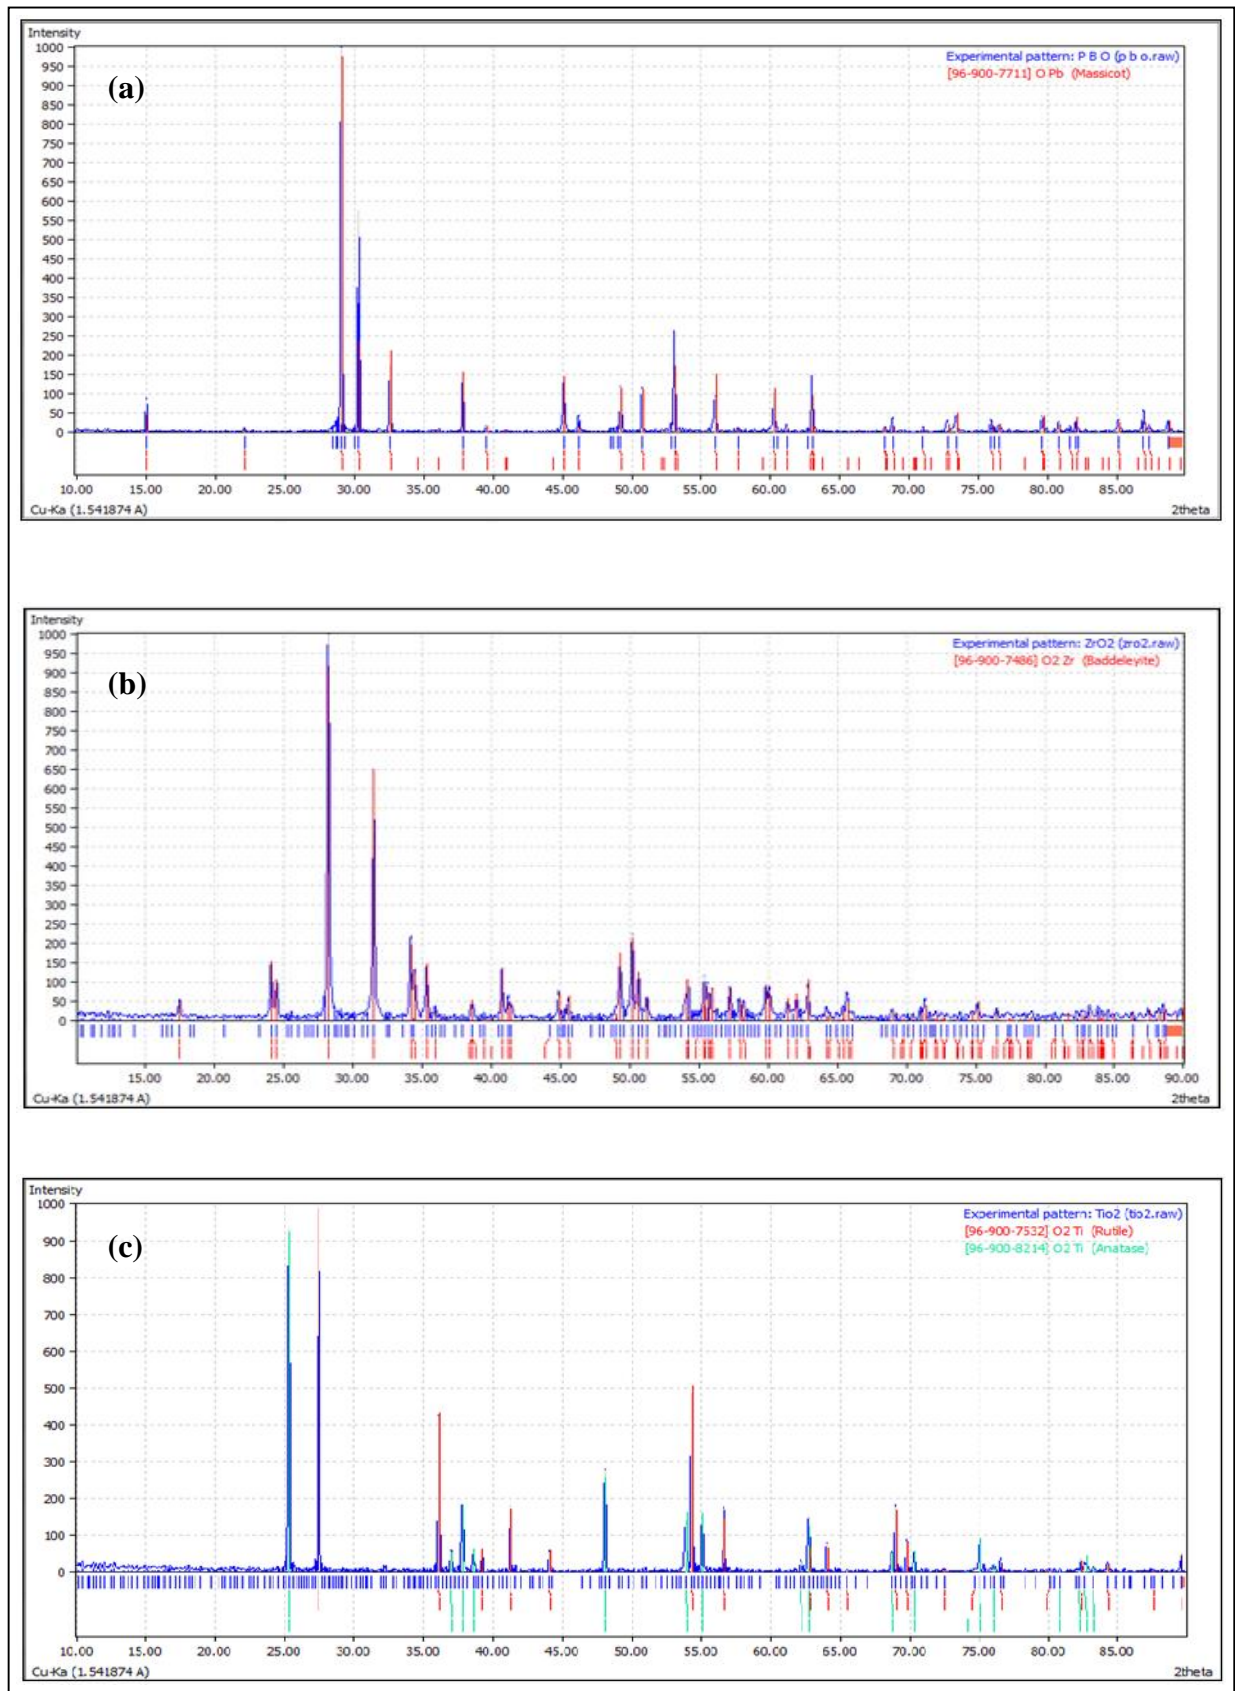 Intensity
1000
Experimental pattern: P B O (p b o.raw)
[96-900-7711] O Pb (Massicot)
950
900
(a)
850
800
750
700
650
600
550
500
450
400
350
300
250
200
150
100
50
0
10.00 15.00 20.00 25.00 30.00 35.00 40.00 45.00 50.00 55.00 60.00 65.00 70.00 75.00 80.00 85.00
Cu-Ka (1.541874 A) 2theta
Intensity
1000
Experimental pattern: ZrO2 (zro2.raw)
[96-900-7486] O2 Zr (Baddeleyite)
950
900
(b)
850
800
750
700
650
600
550
500
450
400
350
300
250
200
150
100
50
0
15.00 20.00 25.00 30.00 35.00 40.00 45.00 50.00 55.00 60.00 65.00 70.00 75.00 80.00 85.00 90.00
Cu-Ka (1.541874 A) 2theta
Intensity
1000
Experimental pattern: Tio2 (tio2.raw)
[96-900-7532] O2 Ti (Rutile)
[96-900-8214] O2 Ti (Anatase)
900
(c)
800
700
600
500
400
300
200
100
0
10.00 15.00 20.00 25.00 30.00 35.00 40.00 45.00 50.00 55.00 60.00 65.00 70.00 75.00 80.00 85.00
Cu-Ka (1.541874 A) 2theta